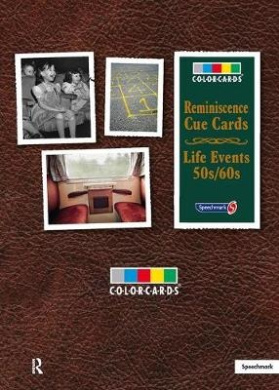 COLORCARDS
Reminiscence
Cue Cards
Life Events
50s/60s
Speechmark
COLORCARDS
R
Speechmark